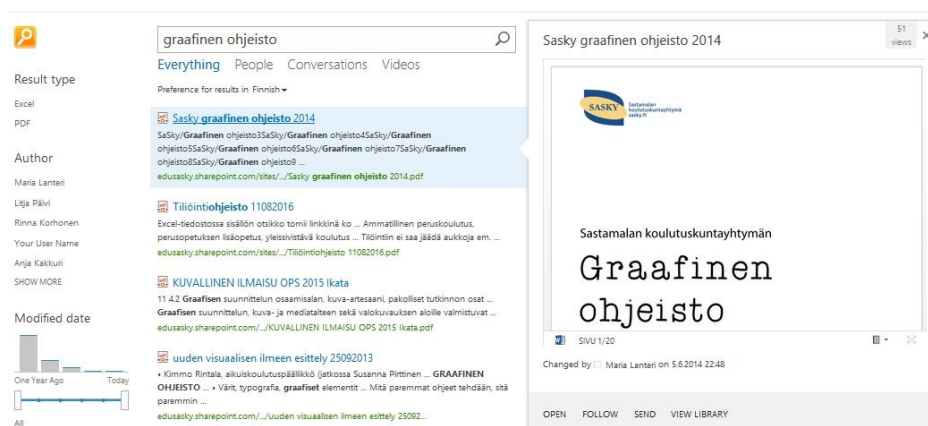 graafinen ohjeisto
Everything People Conversations Videos
Preference for results in Finnish
Result type
Excel
PDF
Author
Maria Lanteri
Litja Päivi
Rinna Korhonen
Your User Name
Anja Kakkuri
SHOW MORE
Modified date
One Year Ago Today
All
Sasky graafinen ohjeisto 2014
SaSky/Graafinen ohjeisto3SaSky/Graafinen ohjeisto4SaSky/Graafinen
ohjeisto5SaSky/Graafinen ohjeisto6SaSky/Graafinen ohjeisto7SaSky/Graafinen
ohjeisto8SaSky/Graafinen ohjeisto9 ...
edusasky.sharepoint.com/sites/.../Sasky graafinen ohjeisto 2014.pdf
Tiliöintiohjeisto 11082016
Excel-tiedostossa sisällön otsikko tomii linkkinä ko ... Ammatillinen peruskoulutus,
perusopetuksen lisäopetus, yleissivistävä koulutus ... Tiliöintiin ei saa jäädä aukkoja em. ...
edusasky.sharepoint.com/sites/.../Tiliöintiohjeisto 11082016.pdf
KUVALLINEN ILMAISU OPS 2015 Ikata
11 4.2 Graafisen suunnittelun osaamisalan, kuva-artesaani, pakolliset tutkinnon osat ...
Graafisen suunnittelun, kuva- ja mediataiteen sekä valokuvauksen aloille valmistuvat ...
edusasky.sharepoint.com/.../KUVALLINEN ILMAISU OPS 2015 Ikata.pdf
uuden visuaalisen ilmeen esittely 25092013
• Kimmo Rintala, aikuiskoulutuspäällikkö (jatkossa Susanna Pirttinen ... GRAAFINEN
OHJEISTO ... • Värit, typografia, graafiset elementit ... Mitä paremmat ohjeet tehdään, sitä
paremmin ...
edusasky.sharepoint.com/.../uuden visuaalisen ilmeen esittely 25092...
Sasky graafinen ohjeisto 2014
51
views
SASKY
Sastamalan
koulutuskuntayhtymä
sasky.fi
Sastamalan koulutuskuntayhtymän
Graafinen
ohjeisto
SIVU 1/20
Changed by Maria Lanteri on 5.6.2014 22:48
OPEN FOLLOW SEND VIEW LIBRARY